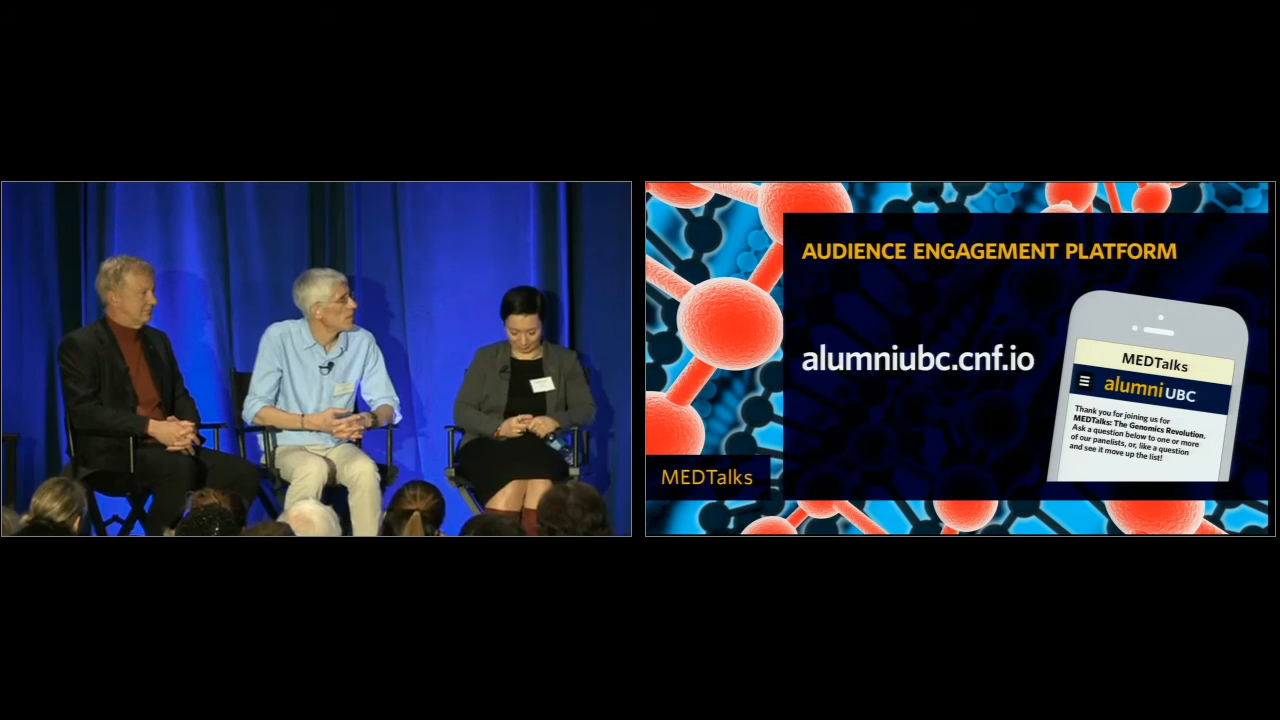 AUDIENCE ENGAGEMENT PLATFORM
alumniubc.cnf.io
MEDTalks
alumni UBC
Thank you for joining us for
MEDTalks: The Genomics Revolution.
Ask a question below to one or more
of our panelists, or, like a question
and see it move up the list!
MEDTalks